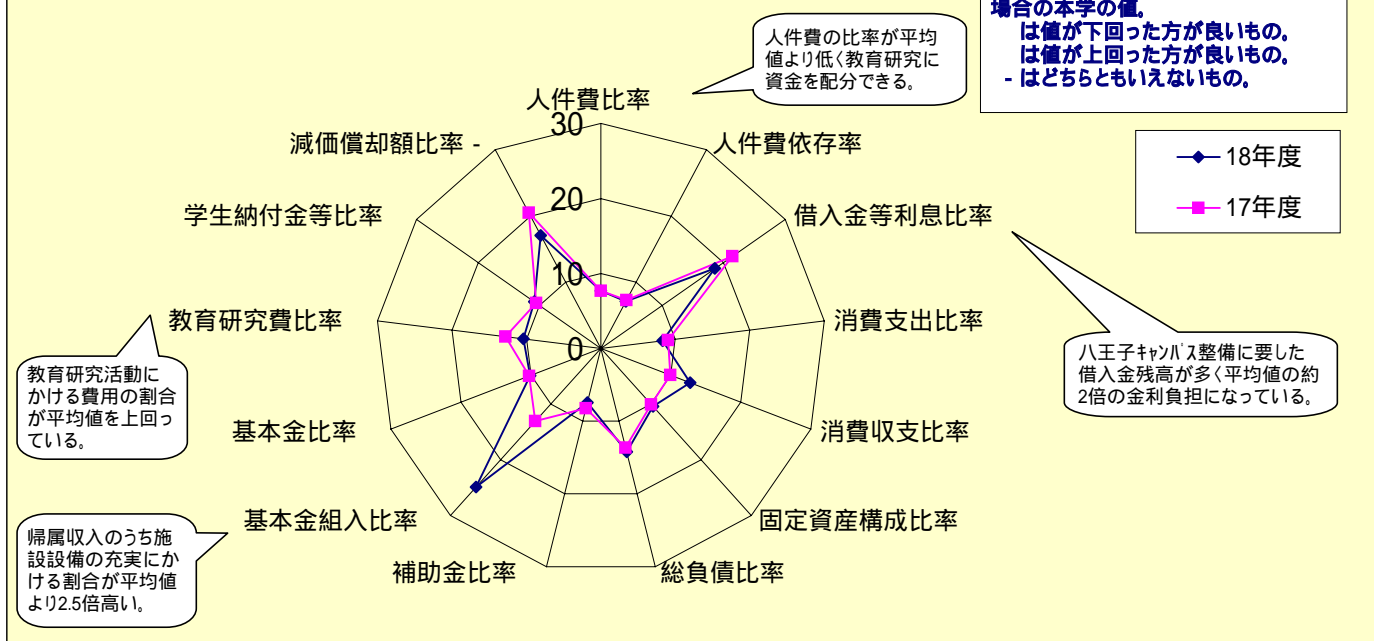 場合の本学の値。
は値が下回った方が良いもの。
は値が上回った方が良いもの。
- はどちらともいえないもの。
人件費の比率が平均
値より低く教育研究に
資金を配分できる。
18年度
17年度
人件費比率
人件費依存率
借入金等利息比率
消費支出比率
消費収支比率
固定資産構成比率
総負債比率
補助金比率
基本金組入比率
基本金比率
教育研究費比率
学生納付金等比率
減価償却額比率 -
30
20
10
0
八王子ｷｬﾝﾊﾟｽ整備に要した
借入金残高が多く平均値の約
2倍の金利負担になっている。
教育研究活動に
かける費用の割合
が平均値を上回っ
ている。
帰属収入のうち施
設設備の充実にか
ける割合が平均値
より2.5倍高い。